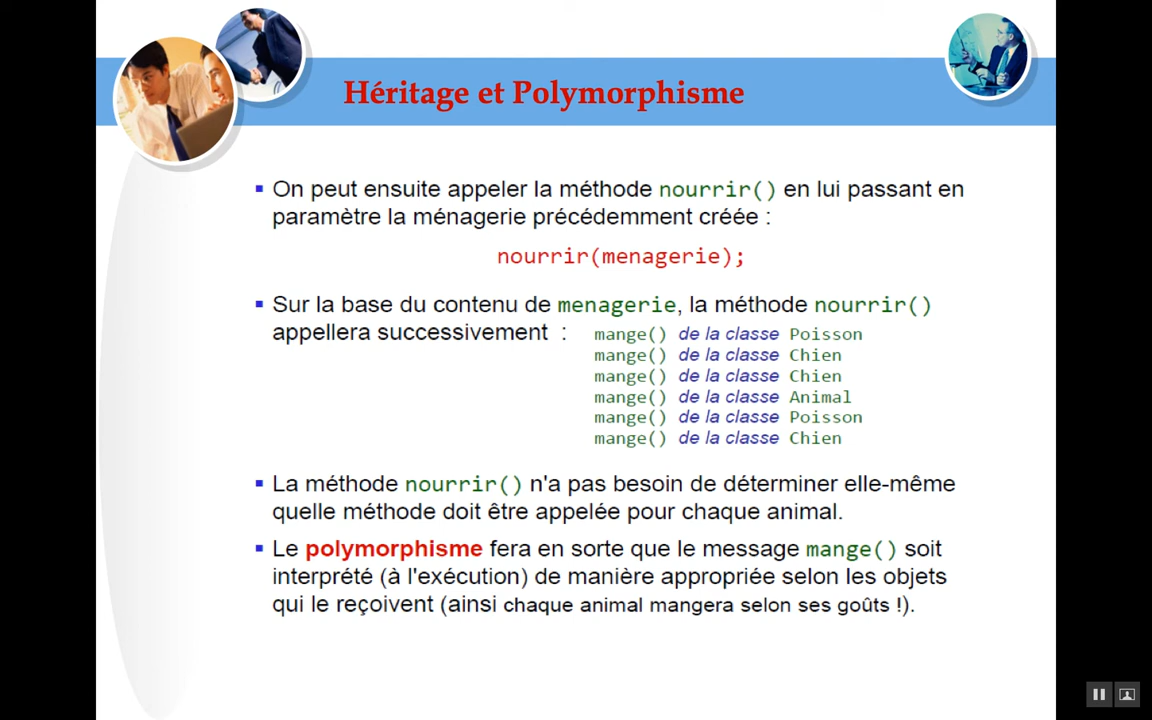 Héritage et Polymorphisme
▪ On peut ensuite appeler la méthode nourrir() en lui passant en
paramètre la ménagerie précédemment créée :
nourrir(menagerie);
▪ Sur la base du contenu de menagerie, la méthode nourrir()
appellera successivement :
mange() de la classe Poisson
mange() de la classe Chien
mange() de la classe Chien
mange() de la classe Animal
mange() de la classe Poisson
mange() de la classe Chien
▪ La méthode nourrir() n'a pas besoin de déterminer elle-même
quelle méthode doit être appelée pour chaque animal.
▪ Le polymorphisme fera en sorte que le message mange() soit
interprété (à l'exécution) de manière appropriée selon les objets
qui le reçoivent (ainsi chaque animal mangera selon ses goûts !).